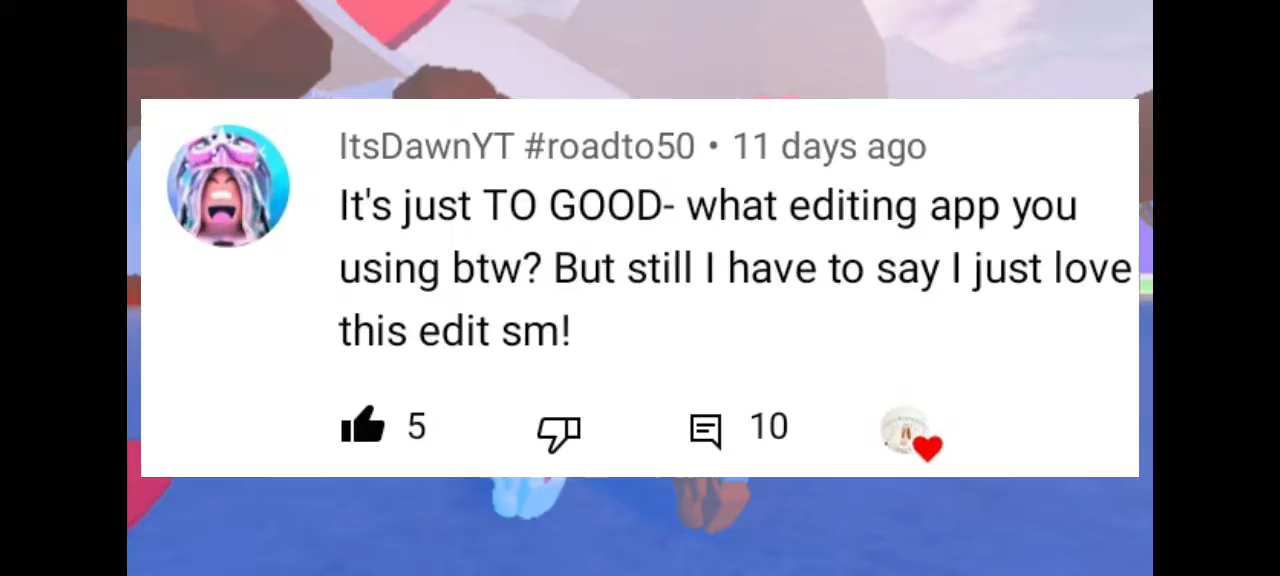 ItsDawnYT #roadto50 • 11 days ago
It's just TO GOOD- what editing app you
using btw? But still I have to say I just love
this edit sm!
5 10